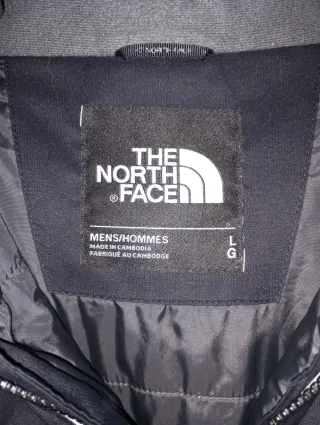 THE
NORTH
® FACE
MENS/HOMMES L
MADE IN CAMBODIA
FABRIQUÉ AU CAMBODGE G